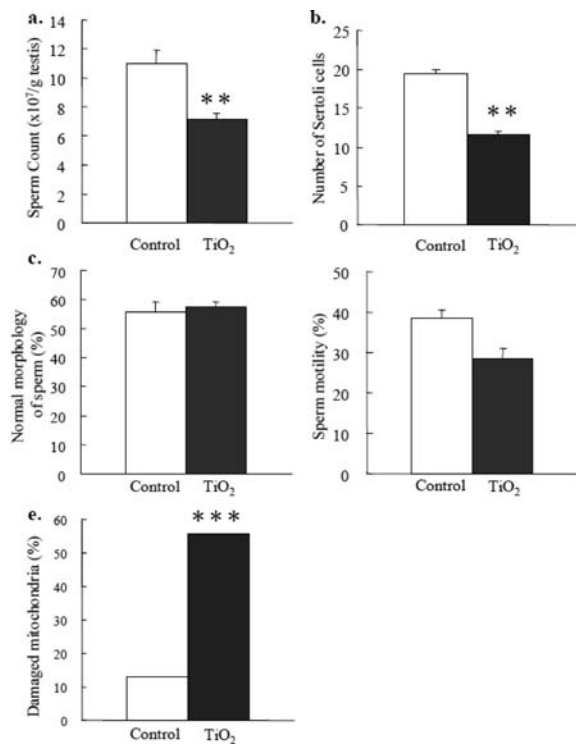 a.
Sperm Count (x10⁷/g testis)
14
12
10
8
6
4
2
0
**
Control
TiO₂
b.
Number of Sertoli cells
25
20
15
10
5
0
**
Control
TiO₂
c.
Normal morphology
of sperm (%)
70
60
50
40
30
20
10
0
Control
TiO₂
Sperm motility (%)
50
40
30
20
10
0
Control
TiO₂
e.
Damaged mitochondria (%)
60
50
40
30
20
10
0
***
Control
TiO₂